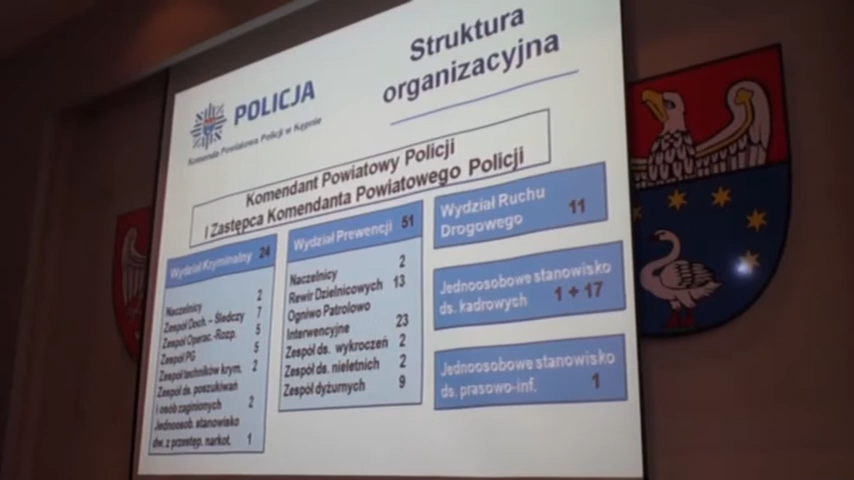 POLICJA
Komenda Powiatowa Policji w Kępnie
Struktura
organizacyjna
Komendant Powiatowy Policji
I Zastępca Komendanta Powiatowego Policji
Wydział Kryminalny 24
Naczelnicy 2
Zespół Doch. - Śledczy 7
Zespół Operac.-Rozp. 5
Zespół PG 5
Zespół techników krym. 2
Zespół ds. poszukiwań
i osób zaginionych 2
Jednoosob. stanowisko
dw. z przestęp. narkot. 1
Wydział Prewencji 51
Naczelnicy 2
Rewir Dzielnicowych 13
Ogniwo Patrolowo
Interwencyjne 23
Zespół ds. wykroczeń 2
Zespół ds. nieletnich 2
Zespół dyżurnych 9
Wydział Ruchu
Drogowego 11
Jednoosobowe stanowisko
ds. kadrowych 1 + 17
Jednoosobowe stanowisko
ds. prasowo-inf. 1